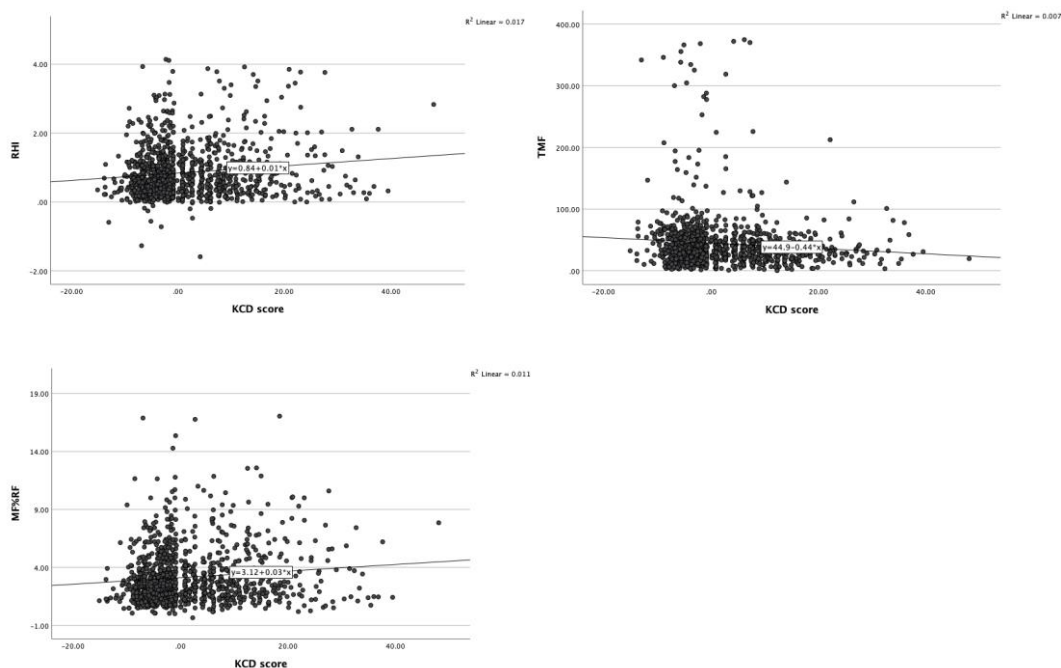 R² Linear = 0.017
4.00
2.00
.00
-2.00
RHI
y=0.84+0.01*x
-20.00 .00 20.00 40.00
KCD score
R² Linear = 0.007
400.00
300.00
200.00
100.00
.00
TMF
y=44.9-0.44*x
-20.00 .00 20.00 40.00
KCD score
R² Linear = 0.011
19.00
14.00
9.00
4.00
-1.00
MF%RF
y=3.12+0.03*x
-20.00 .00 20.00 40.00
KCD score